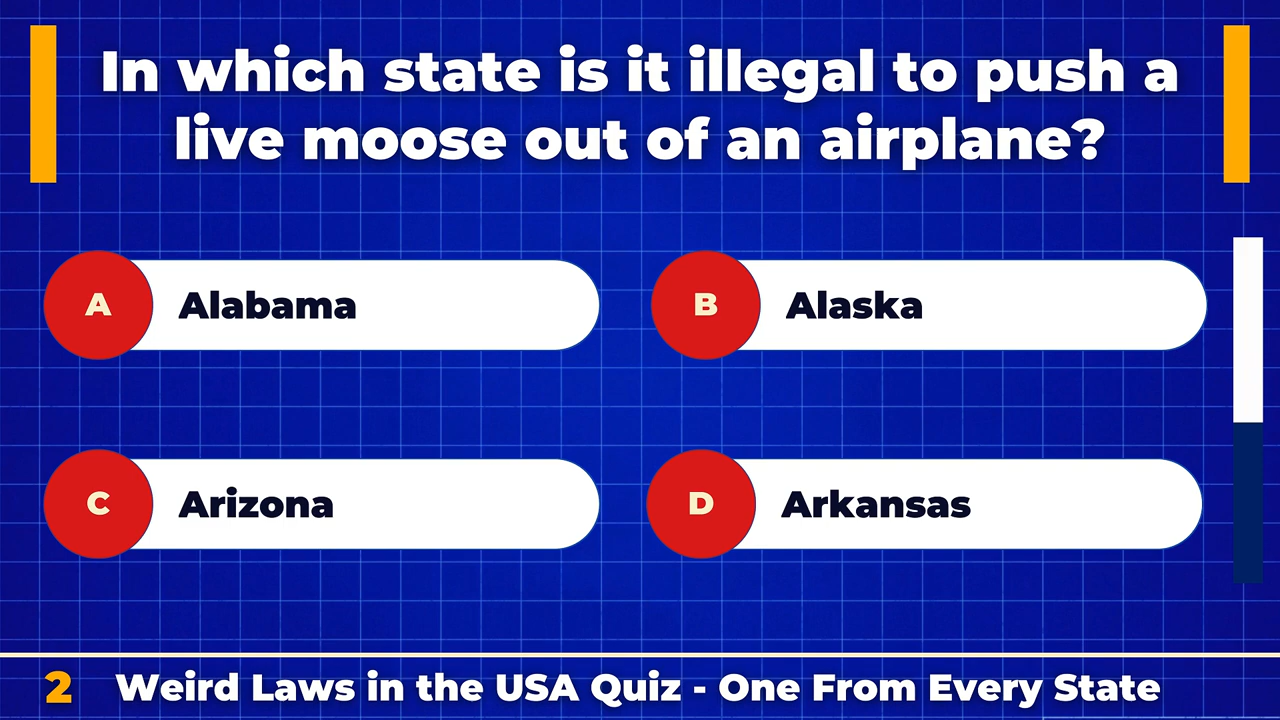 In which state is it illegal to push a
live moose out of an airplane?
A Alabama
B Alaska
C Arizona
D Arkansas
2 Weird Laws in the USA Quiz - One From Every State